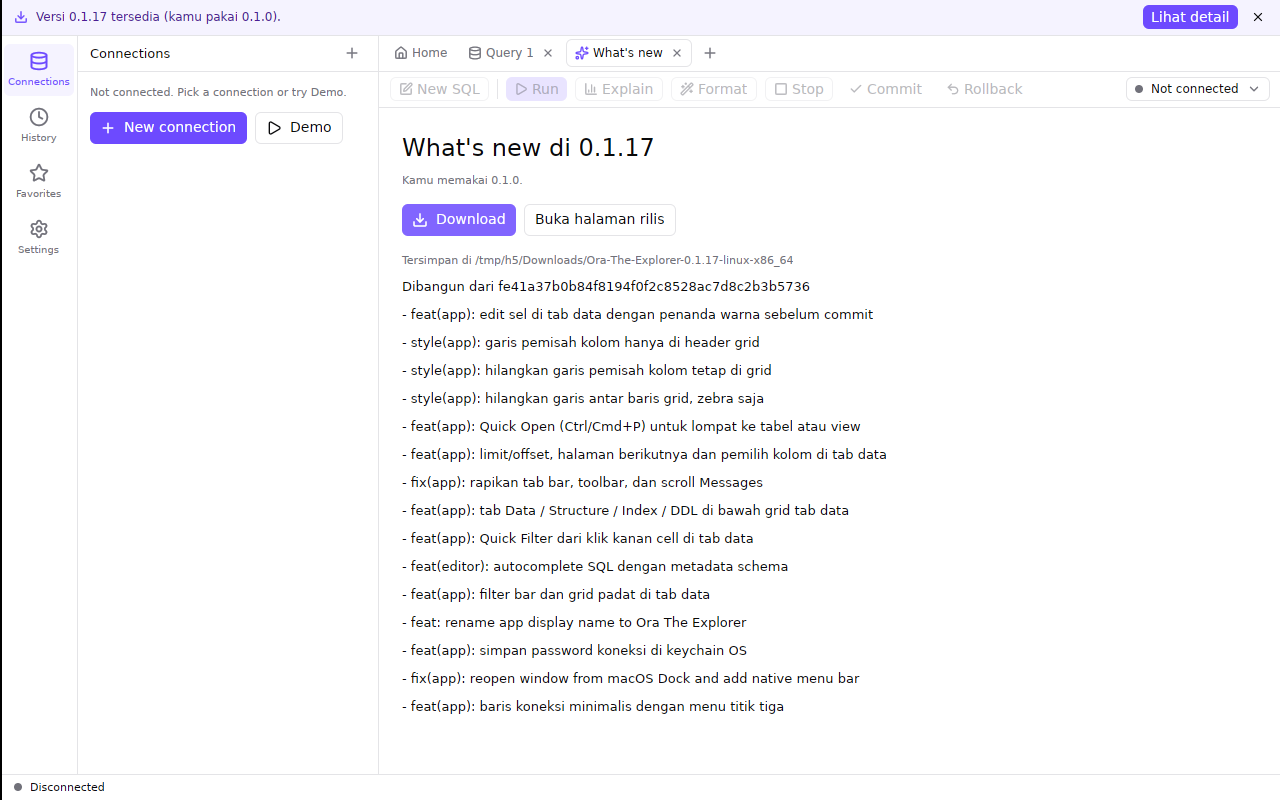 Versi 0.1.17 tersedia (kamu pakai 0.1.0).
Lihat detail
Connections
History
Favorites
Settings
Connections
Not connected. Pick a connection or try Demo.
New connection
Demo
Home
Query 1
What's new
New SQL
Run
Explain
Format
Stop
Commit
Rollback
Not connected
What's new di 0.1.17
Kamu memakai 0.1.0.
Download
Buka halaman rilis
Tersimpan di /tmp/h5/Downloads/Ora-The-Explorer-0.1.17-linux-x86_64
Dibangun dari fe41a37b0b84f8194f0f2c8528ac7d8c2b3b5736
- feat(app): edit sel di tab data dengan penanda warna sebelum commit
- style(app): garis pemisah kolom hanya di header grid
- style(app): hilangkan garis pemisah kolom tetap di grid
- style(app): hilangkan garis antar baris grid, zebra saja
- feat(app): Quick Open (Ctrl/Cmd+P) untuk lompat ke tabel atau view
- feat(app): limit/offset, halaman berikutnya dan pemilih kolom di tab data
- fix(app): rapikan tab bar, toolbar, dan scroll Messages
- feat(app): tab Data / Structure / Index / DDL di bawah grid tab data
- feat(app): Quick Filter dari klik kanan cell di tab data
- feat(editor): autocomplete SQL dengan metadata schema
- feat(app): filter bar dan grid padat di tab data
- feat: rename app display name to Ora The Explorer
- feat(app): simpan password koneksi di keychain OS
- fix(app): reopen window from macOS Dock and add native menu bar
- feat(app): baris koneksi minimalis dengan menu titik tiga
Disconnected